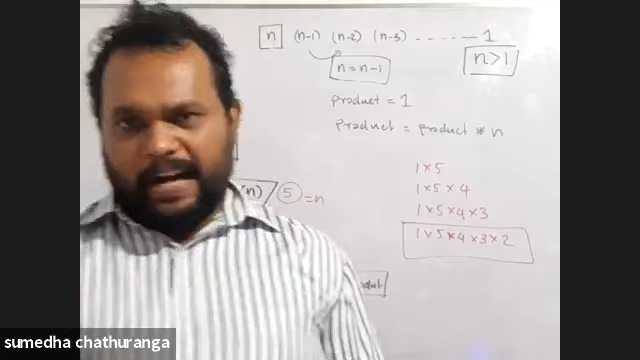 n (n-1) (n-2) (n-3) ------- 1
n = n-1
n>1
product = 1
product = product * n
1 x 5
1 x 5 x 4
1 x 5 x 4 x 3
1 x 5 x 4 x 3 x 2
(n) 5 = n
sumedha chathuranga